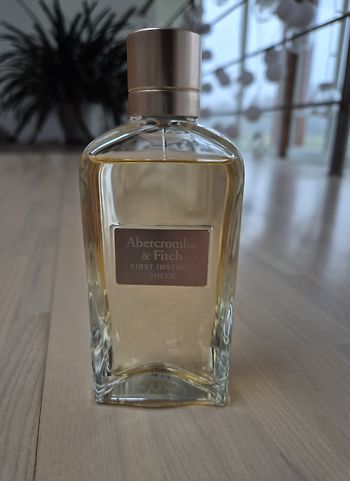 Abercrombie
& Fitch
FIRST INSTINCT
SHEER